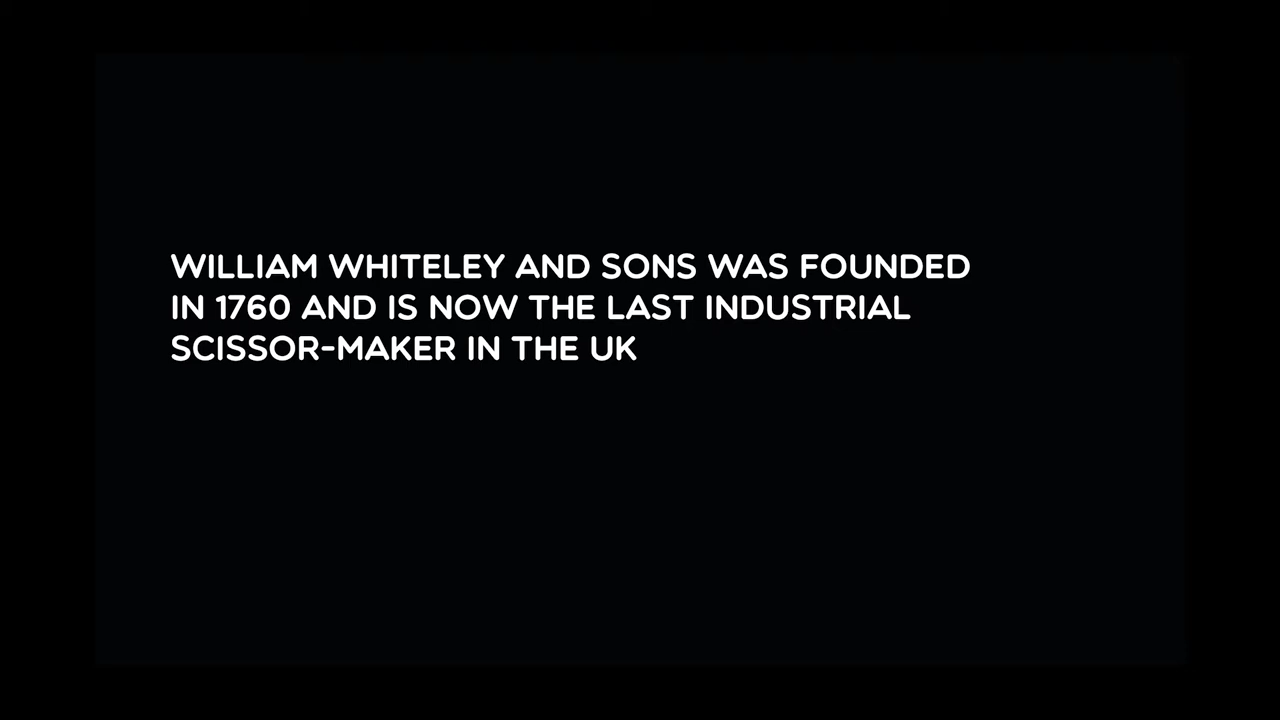 WILLIAM WHITELEY AND SONS WAS FOUNDED
IN 1760 AND IS NOW THE LAST INDUSTRIAL
SCISSOR-MAKER IN THE UK